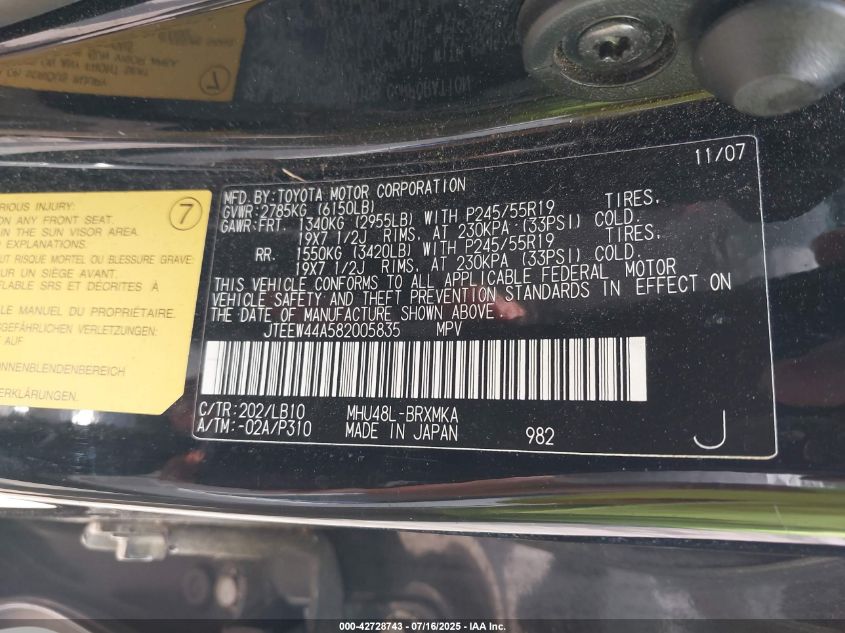 RIOUS INJURY:
ON ANY FRONT SEAT.
N THE SUN VISOR AREA
D EXPLANATIONS.
UT RISQUE MORTEL OU BLESSURE GRAVE:
UR UN SIÈGE AVANT.
FLABLE SRS ET DÉCRITES À
LE MANUEL DU PROPRIÉTAIRE.
SGEFÄHRLICHEN VERLETZUNGEN:
T AUF
NNENBLENDENBEREICH
ERKLÄRUNGEN.
7
11/07
MFD.BY:TOYOTA MOTOR CORPORATION
GVWR:2785KG (6150LB)
GAWR:FRT. 1340KG (2955LB) WITH P245/55R19 TIRES.
19X7 1/2J RIMS, AT 230KPA (33PSI) COLD.
RR. 1550KG (3420LB) WITH P245/55R19 TIRES.
19X7 1/2J RIMS, AT 230KPA (33PSI) COLD.
THIS VEHICLE CONFORMS TO ALL APPLICABLE FEDERAL MOTOR
VEHICLE SAFETY AND THEFT PREVENTION STANDARDS IN EFFECT ON
THE DATE OF MANUFACTURE SHOWN ABOVE.
JTEEW44A582005835 MPV
C/TR:202/LB10 MHU48L-BRXMKA
A/TM:-02A/P310 MADE IN JAPAN 982 J
000-42728743 - 07/16/2025 - IAA Inc.